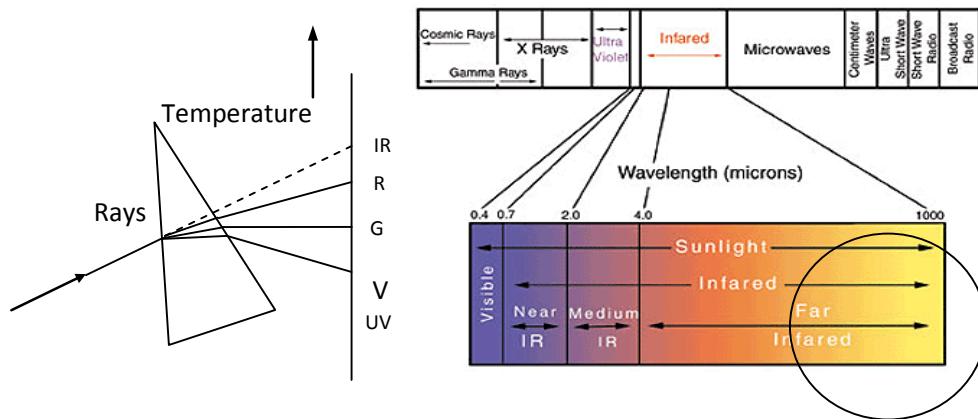 Temperature
Rays
IR
R
G
V
UV
Cosmic Rays
X Rays
Gamma Rays
Ultra
Violet
Infared
Microwaves
Centimeter
Waves
Ultra
Short Wave
Short Wave
Radio
Broadcast
Radio
Wavelength (microns)
0.4 0.7 2.0 4.0 1000
Sunlight
Visible
Infared
Near
IR
Medium
IR
Far
Infared